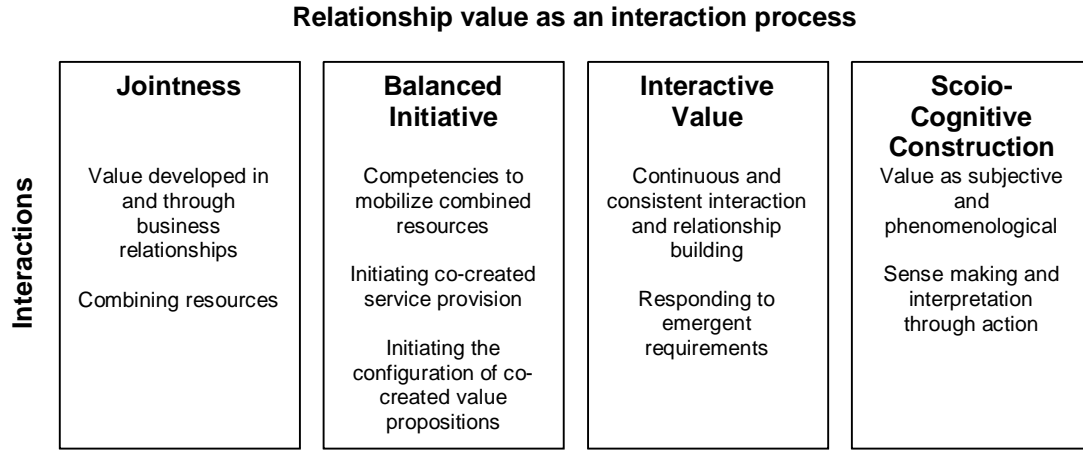 Relationship value as an interaction process
Interactions
Jointness
Value developed in
and through
business
relationships
Combining resources
Balanced
Initiative
Competencies to
mobilize combined
resources
Initiating co-created
service provision
Initiating the
configuration of co-
created value
propositions
Interactive
Value
Continuous and
consistent interaction
and relationship
building
Responding to
emergent
requirements
Scoio-
Cognitive
Construction
Value as subjective
and
phenomenological
Sense making and
interpretation
through action